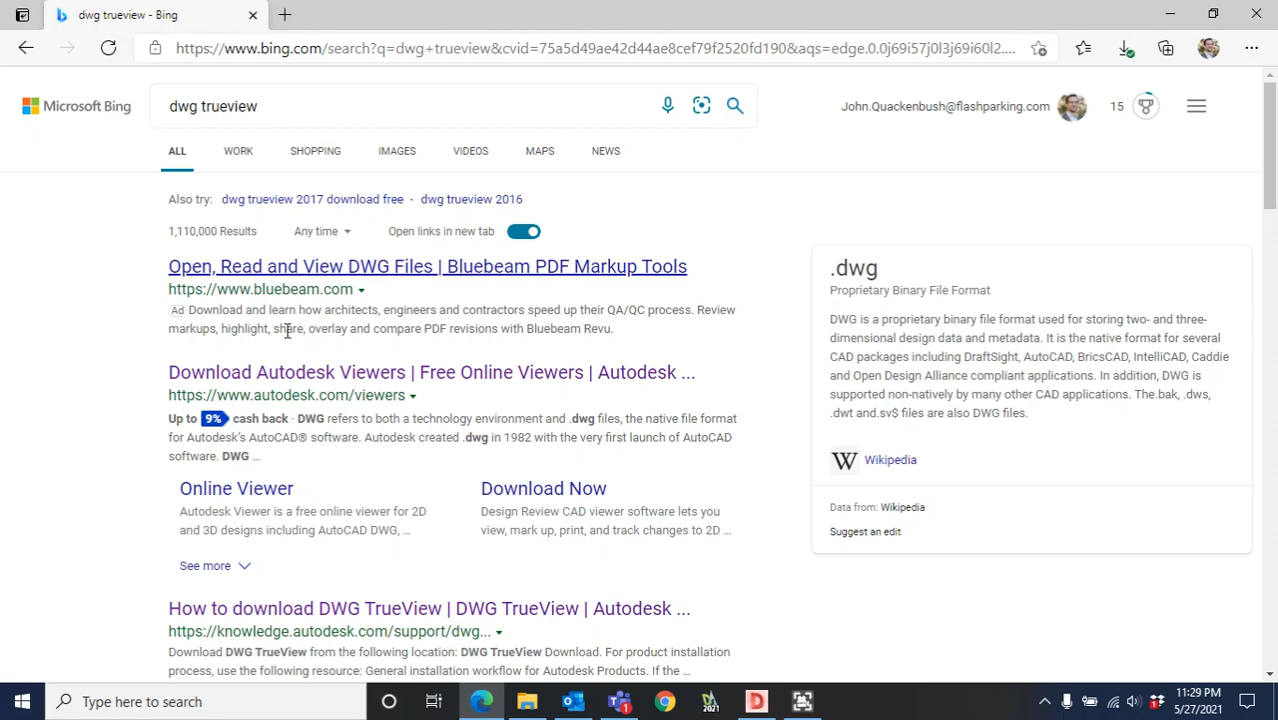 dwg trueview - Bing
https://www.bing.com/search?q=dwg+trueview&cvid=75a5d49ae42d44ae8cef79f2520fd190&aqs=edge.0.0j69i57j0l3j69i60l2....
Microsoft Bing
dwg trueview
John.Quackenbush@flashparking.com
15
ALL WORK SHOPPING IMAGES VIDEOS MAPS NEWS
Also try: dwg trueview 2017 download free · dwg trueview 2016
1,110,000 Results Any time Open links in new tab
Open, Read and View DWG Files | Bluebeam PDF Markup Tools
https://www.bluebeam.com
Ad Download and learn how architects, engineers and contractors speed up their QA/QC process. Review
markups, highlight, share, overlay and compare PDF revisions with Bluebeam Revu.
Download Autodesk Viewers | Free Online Viewers | Autodesk ...
https://www.autodesk.com/viewers
Up to 9% cash back · DWG refers to both a technology environment and .dwg files, the native file format
for Autodesk's AutoCAD® software. Autodesk created .dwg in 1982 with the very first launch of AutoCAD
software. DWG ...
Online Viewer
Autodesk Viewer is a free online viewer for 2D
and 3D designs including AutoCAD DWG, ...
Download Now
Design Review CAD viewer software lets you
view, mark up, print, and track changes to 2D ...
See more
How to download DWG TrueView | DWG TrueView | Autodesk ...
https://knowledge.autodesk.com/support/dwg...
Download DWG TrueView from the following location: DWG TrueView Download. For product installation
process, use the following resource: General installation workflow for Autodesk Products. If the ...
.dwg
Proprietary Binary File Format
DWG is a proprietary binary file format used for storing two- and three-
dimensional design data and metadata. It is the native format for several
CAD packages including DraftSight, AutoCAD, BricsCAD, IntelliCAD, Caddie
and Open Design Alliance compliant applications. In addition, DWG is
supported non-natively by many other CAD applications. The.bak, .dws,
.dwt and.sv$ files are also DWG files.
W Wikipedia
Data from: Wikipedia
Suggest an edit
Type here to search
1
2021
D
11:29 PM
5/27/2021